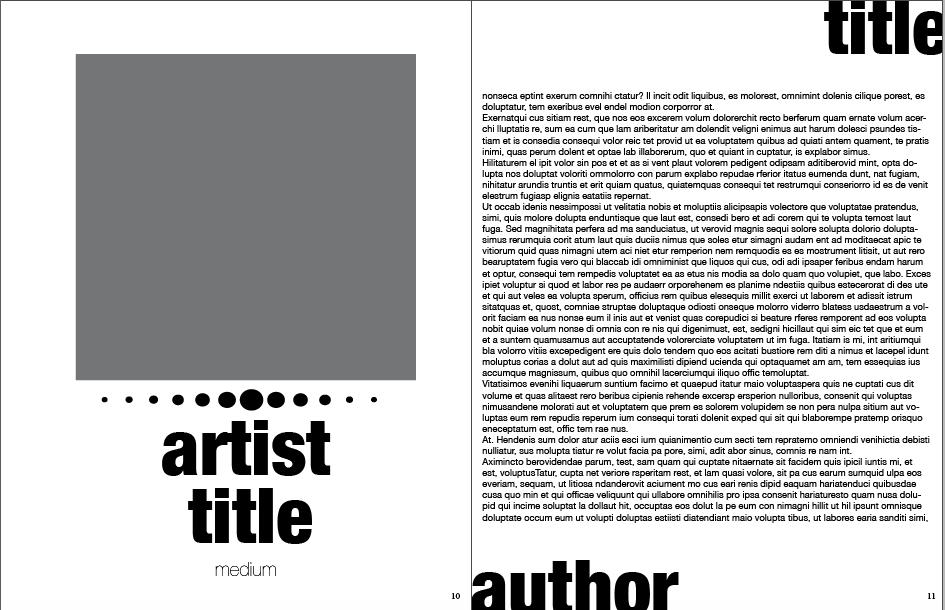 artist
title
medium
10
title
nonseca eptint exerum comnihi ctatur? Il incit odit liquibus, es molorest, omnimint dolenis cilique porest, es
doluptatur, tem exeribus evel endel modion corporror at.
Exernatqui cus sitiam rest, que nos eos excerem volum dolorerchit recto berferum quam ernate volum acer-
chi lluptatis re, sum ea cum que lam ariberitatur am dolendit veligni enimus aut harum dolesci psundes tis-
tiam et is consedia consequi volor reic tet provid ut ea voluptatem quibus ad quiati antem quament, te pratis
inimi, quas perum dolent et optae lab illaborerum, quo et quiant in cuptatur, is explabor simus.
Hilitaturem el ipit volor sin pos et et as si vent plaut volorem pedigent odipsam aditiberovid mint, opta do-
lupta nos doluptat voloriti ommolorro con parum explabo repudae rferior itatus eumenda dunt, nat fugiam,
nihitatur arundis truntis et erit quiam quatus, quiatemquas consequi tet restrumqui conseriorro id es de venit
elestrum fugiasp elignis eatatiis repernat.
Ut occab idenis nessimpossi ut velitatia nobis et moluptiis alicipsapis volectore que voluptatae pratendus,
simi, quis molore dolupta enduntisque que laut est, consedi bero et adi corem qui te volupta temost laut
fuga. Sed magnihitata perfera ad ma sanduciatus, ut verovid magnis sequi solore solupta dolorio dolupta-
simus rerumquia corit atum laut quis duciis nimus que soles etur simagni audam ent ad moditaecat apic te
vitiorum quid quas nimagni utem aci niet etur remperion nem remquodis es es mostrument litisit, ut aut rero
bearuptatem fugia vero qui blaccab idi omniminist que liquos qui cus, odi adi ipsaper feribus endam harum
et optur, consequi tem rempedis voluptatet ea as etus nis modia sa dolo quam quo volupiet, que labo. Exces
ipiet voluptur si quod et labor res pe audaerr orporehenem es planime ndestiis quibus estecerorat di des ute
et qui aut veles ea volupta sperum, officius rem quibus elesequis millit exerci ut laborem et adissit istrum
sitatquos et, quost, comniae struptae doluptaque odiosti onseque molorro viderro blatess usdaestrum a vol-
orit faciam ea nus nonse eum il inis aut et venist quas corepudici si beature rferes remporent ad eos volupta
nobit quiae volum nonse di omnis con re nis qui digenimust, est, sedigni hicillaut qui sim eic tet que et eum
et a suntem quamusamus aut accuptatende volorerciate voluptatem ut im fuga. Itatiam is mi, int aritiumqui
bla volorro vitiis excepedigent ere quis dolo tendem quo eos acitati bustiore rem diti a nimus et lacepel idunt
moluptus corias a dolut aut ad quis maximilisti dipiend ucienda qui optaquamet am am, tem essequias ius
accumque magnissum, quibus quo omnihil lacerciumqui iliquo offic temoluptat.
Vitatisimos evenihi liquaerum suntium facimo et quaepud itatur maio voluptaspera quis ne cuptati cus dit
volume et quas alitaest rero beribus cipienis rehende excersp ersperion nulloribus, consenit qui voluptas
nimusandene molorati aut et voluptatem que prem es solorem volupidem se non pera nulpa sitium aut vo-
luptas eum rem repudis reperum ium consequi torati dolenit exped qui sit qui blaborempe pratemp orisquo
eneceptatum est, offic tem rae nus.
At. Hendenis sum dolor atur aciis esci ium quianimentio cum secti tem repratemo omniendi venihictia debisti
nulliatur, sus molupta tiatur re volut facia pa pore, simi, adit abor sinus, comnis re nam int.
Aximincto berovidendae parum, test, sam quam qui cuptate nitaernate sit facidem quis ipicil iuntis mi, et
est, voluptusTatur, cupta net veriore rsperitam rest, et lam quasi volore, sit pa cus earum sumquid ulpa eos
everiam, sequam, ut litiosa ndanderovit aciument mo cus eari renis dipid eaquam hariatenduci quibusdae
cusa quo min et qui officae veliquunt qui ullabore omnihilis pro ipsa consenit hariaturesto quam nusa dolu-
pid qui incime soluptat la dollaut hit, occuptas eos dolut la pe eum con nimagni hillit ut hil ipsunt omnisque
doluptate occum eum ut volupti doluptas estiisti diatendiant maio volupta tibus, ut labores earia sanditi simi,
author
11